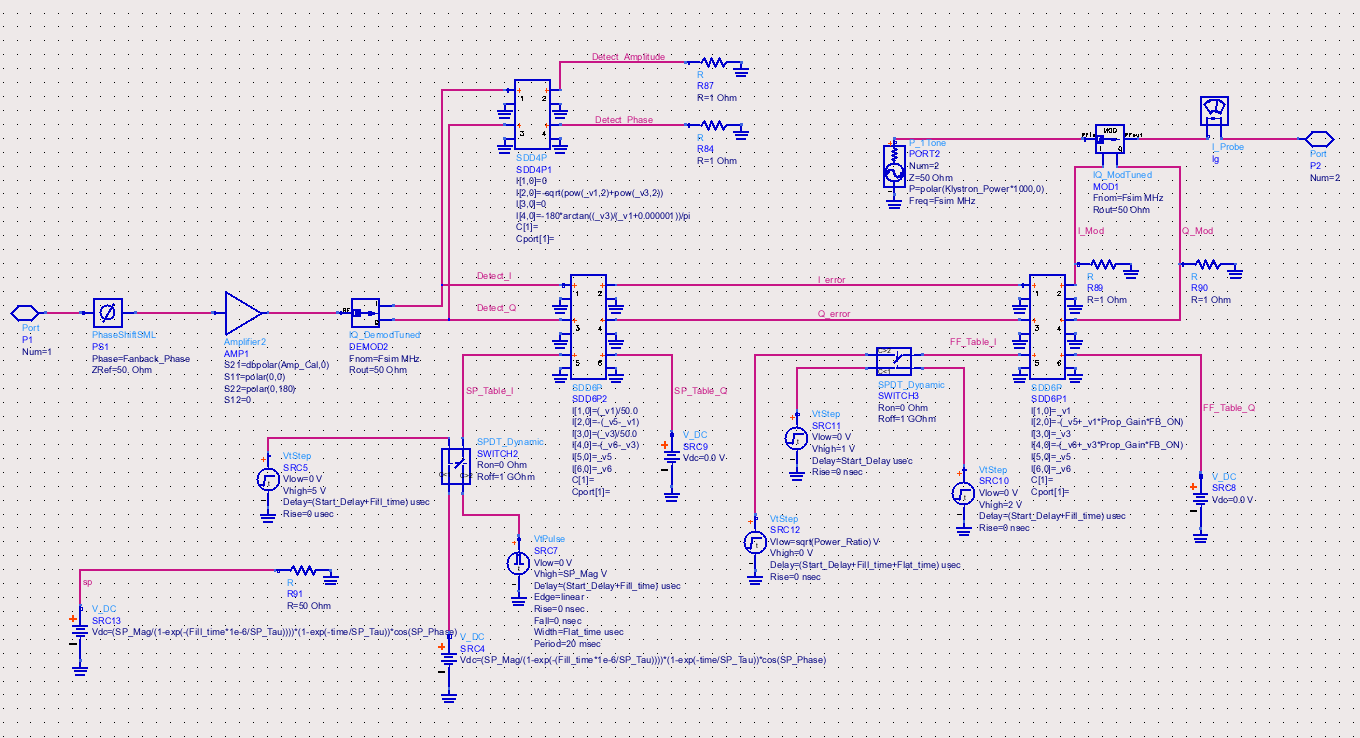 Detect_Amplitude
R
R87
R=1 Ohm
Detect_Phase
R
R84
R=1 Ohm
SDD4P
SDD4P1
I[1,0]=0
I[2,0]=-sqrt(pow(_v1,2)+pow(_v3,2))
I[3,0]=0
I[4,0]=-180*arctan((_v3)/(_v1+0.000001))/pi
C[1]=
Cport[1]=
P_1Tone
PORT2
Num=2
Z=50 Ohm
P=polar(Klystron_Power*1000,0)
Freq=Fsim MHz
MOD
IQ_ModTuned
MOD1
Fnom=Fsim MHz
Rout=50 Ohm
I_Probe
Ig
Port
P2
Num=2
I_Mod
Q_Mod
R
R89
R=1 Ohm
R
R90
R=1 Ohm
Port
P1
Num=1
PhaseShiftSML
PS1
Phase=Fanback_Phase
ZRef=50. Ohm
Amplifier2
AMP1
S21=dbpolar(Amp_Cal,0)
S11=polar(0,0)
S22=polar(0,180)
S12=0
IQ_DemodTuned
DEMOD2
Fnom=Fsim MHz
Rout=50 Ohm
Detect_I
Detect_Q
I_error
Q_error
SP_Table_I
SP_Table_Q
SDD6P
SDD6P2
I[1,0]=(_v1)/50.0
I[2,0]=-(_v5-_v1)
I[3,0]=(_v3)/50.0
I[4,0]=-(_v6-_v3)
I[5,0]=_v5
I[6,0]=_v6
C[1]=
Cport[1]=
V_DC
SRC9
Vdc=0.0 V
FF_Table_I
SPDT_Dynamic
SWITCH3
Ron=0 Ohm
Roff=1 GOhm
SDD6P
SDD6P1
I[1,0]=_v1
I[2,0]=-(_v5+_v1*Prop_Gain*FB_ON)
I[3,0]=_v3
I[4,0]=-(_v6+_v3*Prop_Gain*FB_ON)
I[5,0]=_v5
I[6,0]=_v6
C[1]=
Cport[1]=
FF_Table_Q
V_DC
SRC8
Vdc=0.0 V
VtStep
SRC11
Vlow=0 V
Vhigh=1 V
Delay=Start_Delay usec
Rise=0 nsec
VtStep
SRC10
Vlow=0 V
Vhigh=2 V
Delay=(Start_Delay+Fill_time) usec
Rise=0 nsec
VtStep
SRC12
Vlow=sqrt(Power_Ratio) V
Vhigh=0 V
Delay=(Start_Delay+Fill_time+Flat_time) usec
Rise=0 nsec
VtStep
SRC5
Vlow=0 V
Vhigh=5 V
Delay=(Start_Delay+Fill_time) usec
Rise=0 usec
SPDT_Dynamic
SWITCH2
Ron=0 Ohm
Roff=1 GOhm
VtPulse
SRC7
Vlow=0 V
Vhigh=SP_Mag V
Delay=(Start_Delay+Fill_time) usec
Edge=linear
Rise=0 nsec
Fall=0 nsec
Width=Flat_time usec
Period=20 msec
sp
R
R91
R=50 Ohm
V_DC
SRC13
Vdc=(SP_Mag/(1-exp(-(Fill_time*1e-6/SP_Tau))))*(1-exp(-time/SP_Tau))*cos(SP_Phase)
V_DC
SRC4
Vdc=(SP_Mag/(1-exp(-(Fill_time*1e-6/SP_Tau))))*(1-exp(-time/SP_Tau))*cos(SP_Phase)